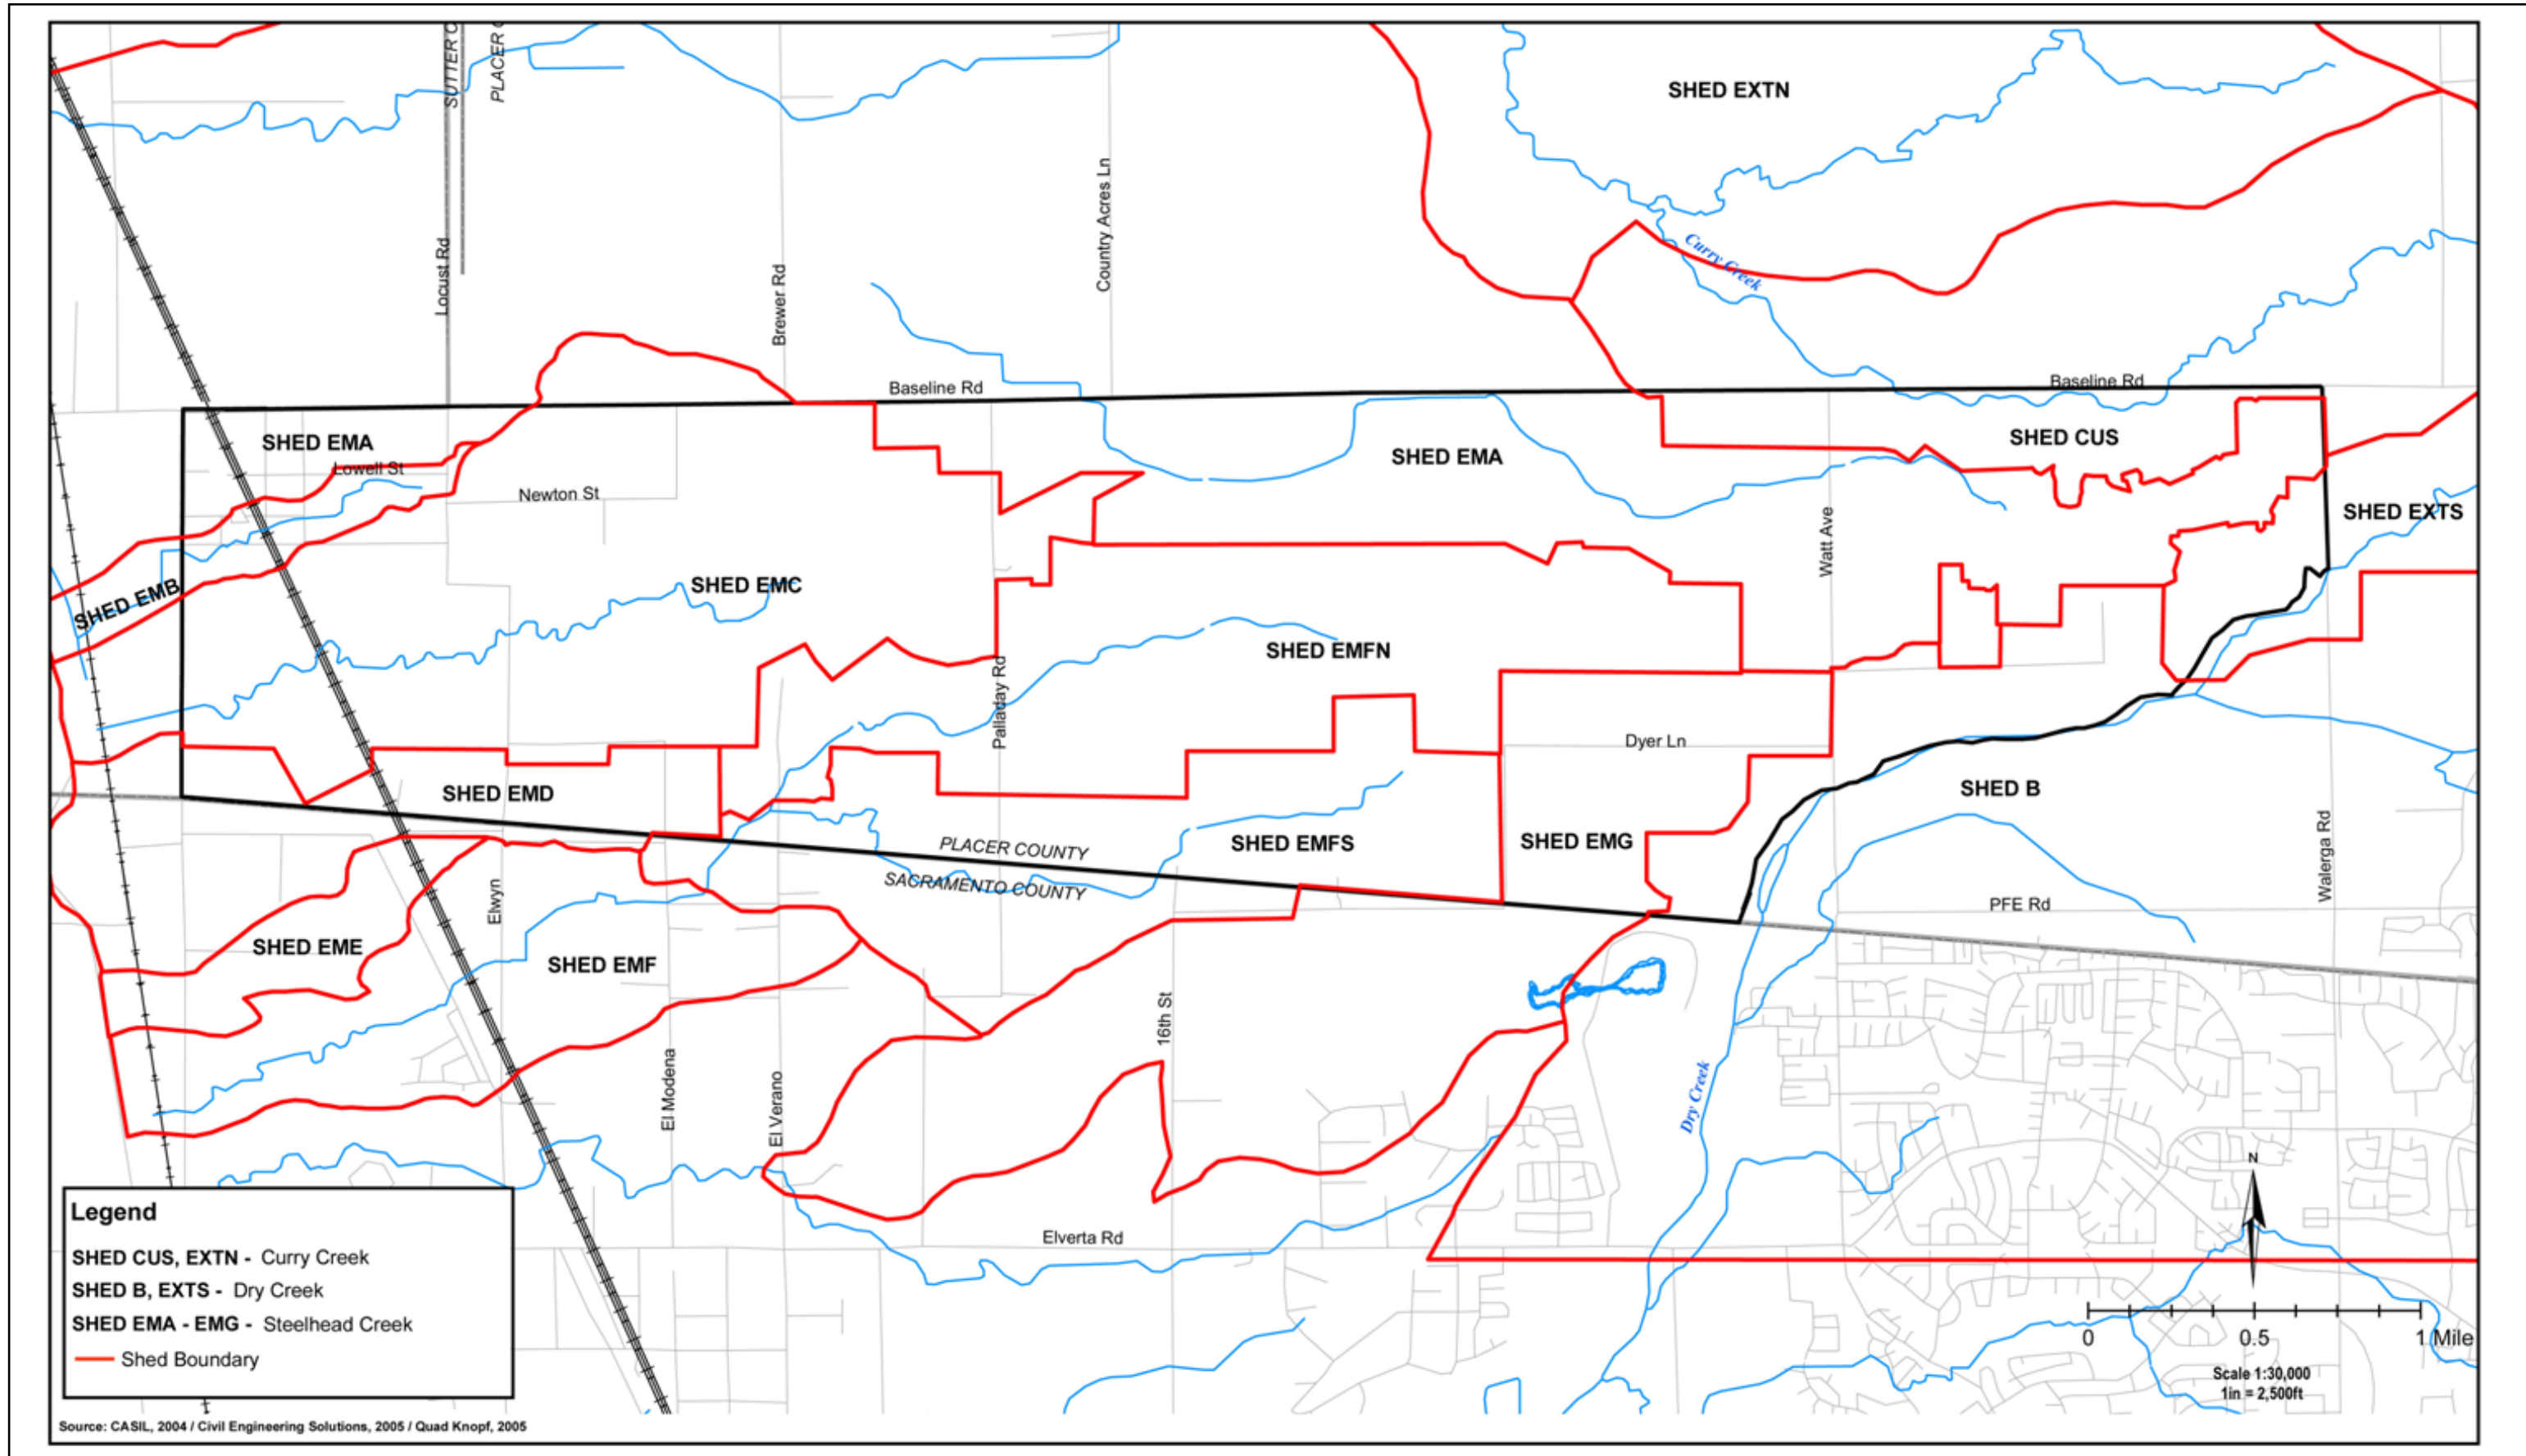 SUTTER C
PLACER C
SHED EXTN
Country Acres Ln
Locust Rd
Brewer Rd
Curry Creek
Baseline Rd
Baseline Rd
SHED EMA
SHED CUS
SHED EMA
Lowell St
Newton St
SHED EXTS
Watt Ave
SHED EMB
SHED EMC
SHED EMFN
Palladay Rd
Dyer Ln
SHED EMD
SHED B
SHED EMFS
SHED EMG
PLACER COUNTY
SACRAMENTO COUNTY
Walerga Rd
Elwyn
PFE Rd
SHED EME
SHED EMF
16th St
El Modena
El Verano
Dry Creek
Elverta Rd
N
0 0.5 1 Mile
Scale 1:30,000
1in = 2,500ft
Legend
SHED CUS, EXTN - Curry Creek
SHED B, EXTS - Dry Creek
SHED EMA - EMG - Steelhead Creek
Shed Boundary
Source: CASIL, 2004 / Civil Engineering Solutions, 2005 / Quad Knopf, 2005